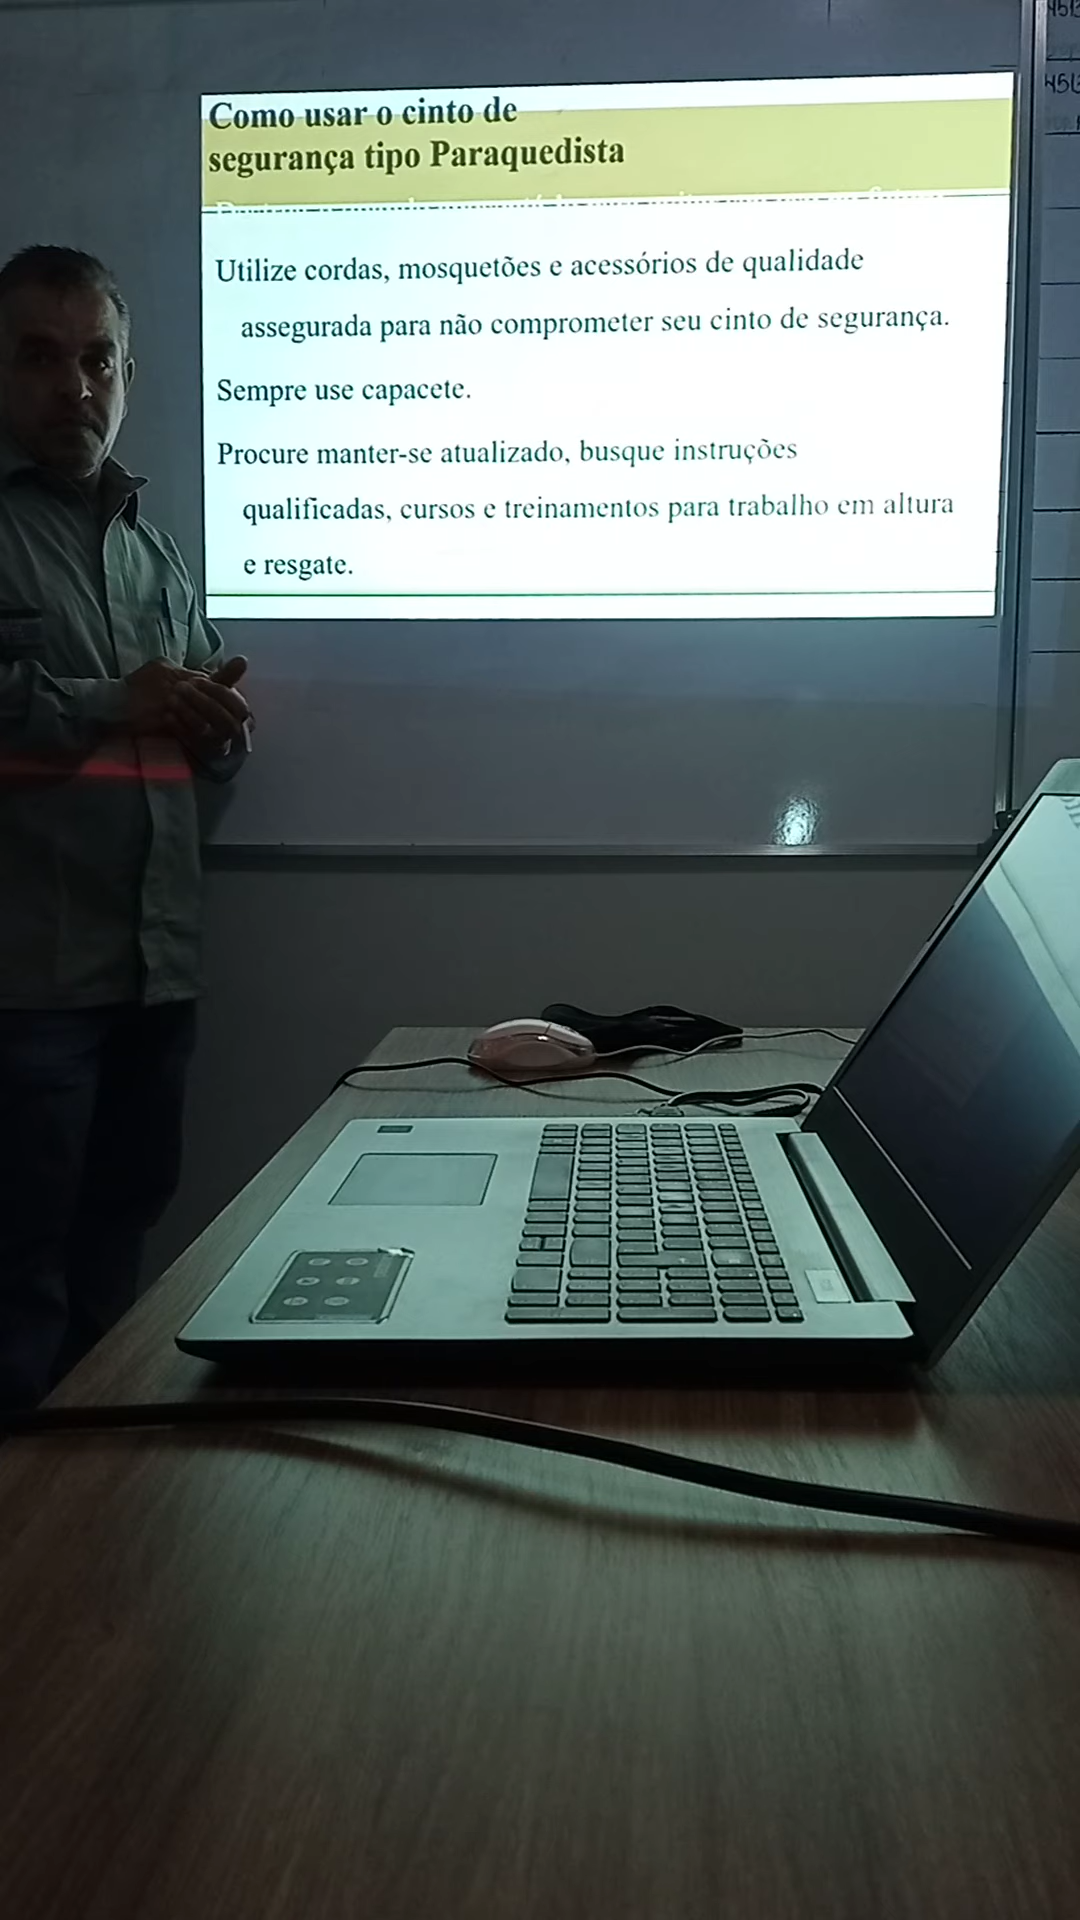 Como usar o cinto de
segurança tipo Paraquedista
Utilize cordas, mosquetões e acessórios de qualidade
assegurada para não comprometer seu cinto de segurança.
Sempre use capacete.
Procure manter-se atualizado, busque instruções
qualificadas, cursos e treinamentos para trabalho em altura
e resgate.